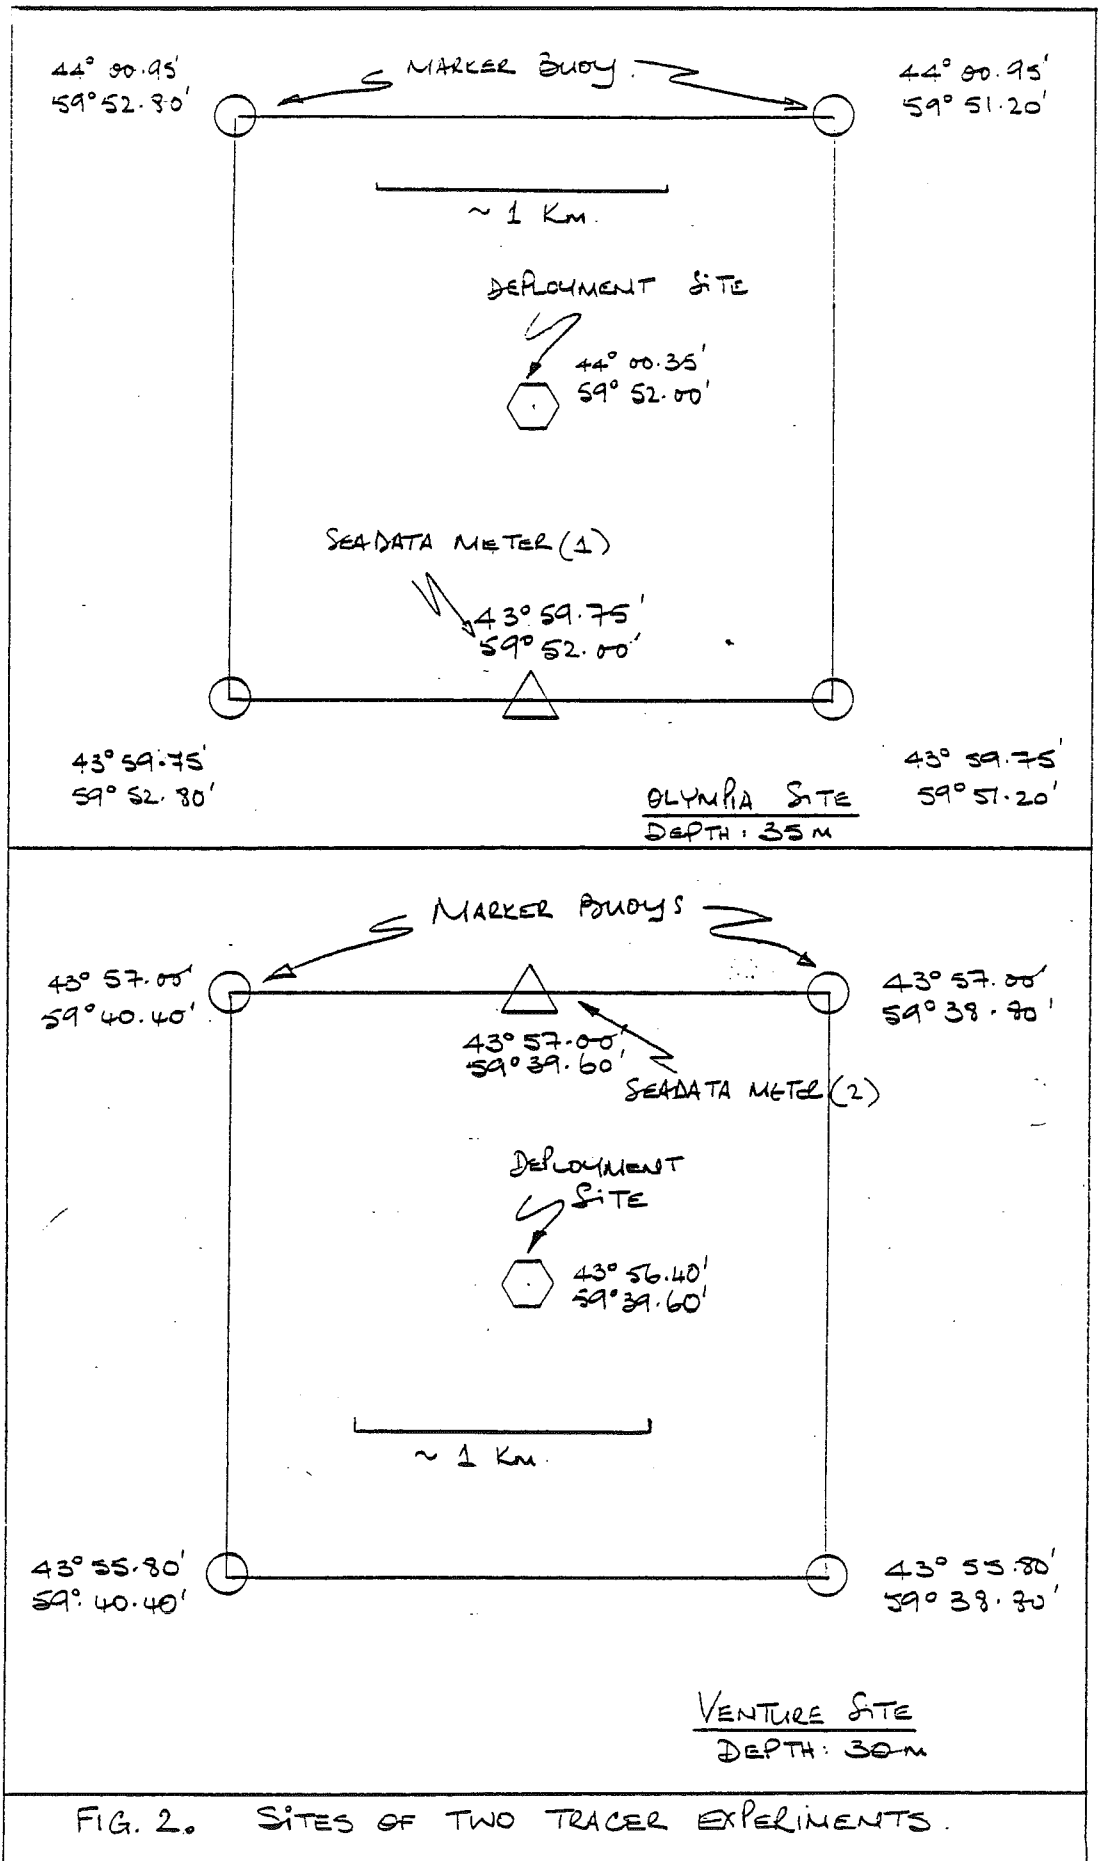 44° 00.95'
59° 52.80'
MARKER BUOY.
44° 00.95'
59° 51.20'
~ 1 Km.
DEPLOYMENT SITE
44° 00.35'
59° 52.00'
SEADATA METER (1)
43° 59.75'
59° 52.00'
43° 59.75'
59° 52.80'
43° 59.75'
59° 51.20'
OLYMPIA SITE
DEPTH: 35 M
MARKER BUOYS
43° 57.00'
59° 40.40'
43° 57.00'
59° 38.80'
43° 57.00'
59° 39.60'
SEADATA METER (2)
DEPLOYMENT
SITE
43° 56.40'
59° 39.60'
~ 1 Km.
43° 55.80'
59° 40.40'
43° 55.80'
59° 38.80'
VENTURE SITE
DEPTH: 30 M
FIG. 2. SITES OF TWO TRACER EXPERIMENTS.